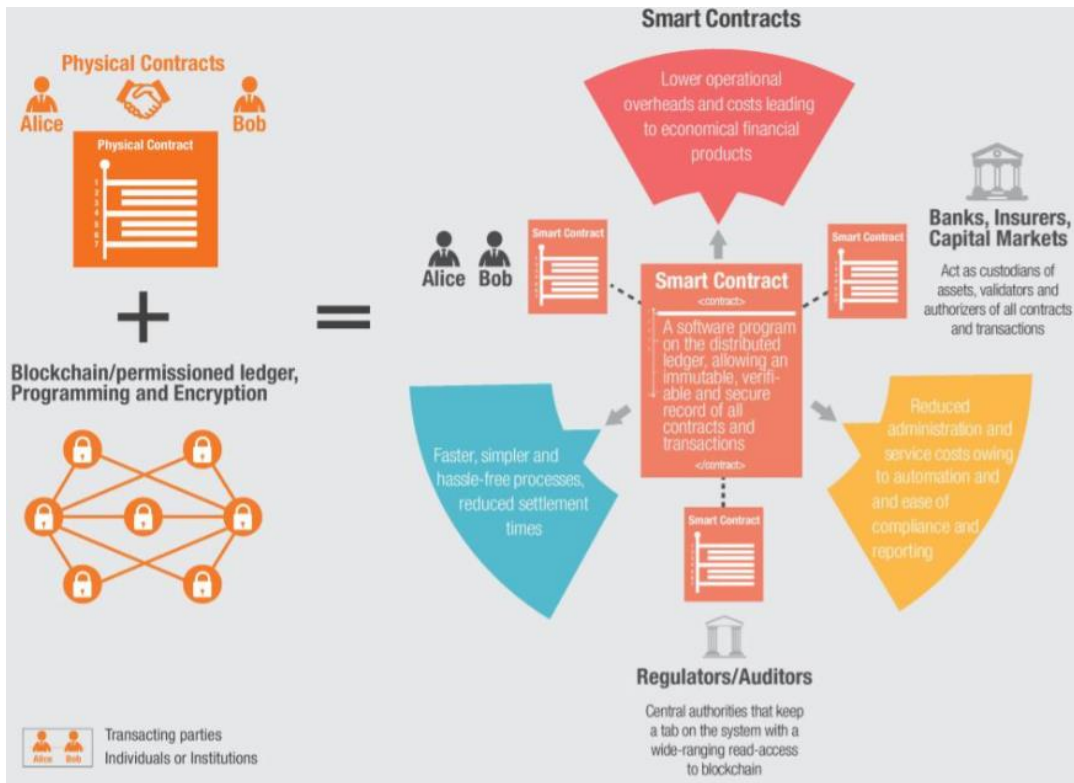 Smart Contracts
Physical Contracts
Alice
Bob
Physical Contract
1
2
3
4
5
6
7
Blockchain/permissioned ledger,
Programming and Encryption
Lower operational
overheads and costs leading
to economical financial
products
Alice
Bob
Smart Contract
Smart Contract
<contract>
A software program
on the distributed
ledger, allowing an
immutable, verifi-
able and secure
record of all
contracts and
transactions
</contract>
Smart Contract
Banks, Insurers,
Capital Markets
Act as custodians of
assets, validators and
authorizers of all contracts
and transactions
Faster, simpler and
hassle-free processes,
reduced settlement
times
Reduced
administration and
service costs owing
to automation and
and ease of
compliance and
reporting
Smart Contract
Regulators/Auditors
Central authorities that keep
a tab on the system with a
wide-ranging read-access
to blockchain
Alice
Bob
Transacting parties
Individuals or Institutions